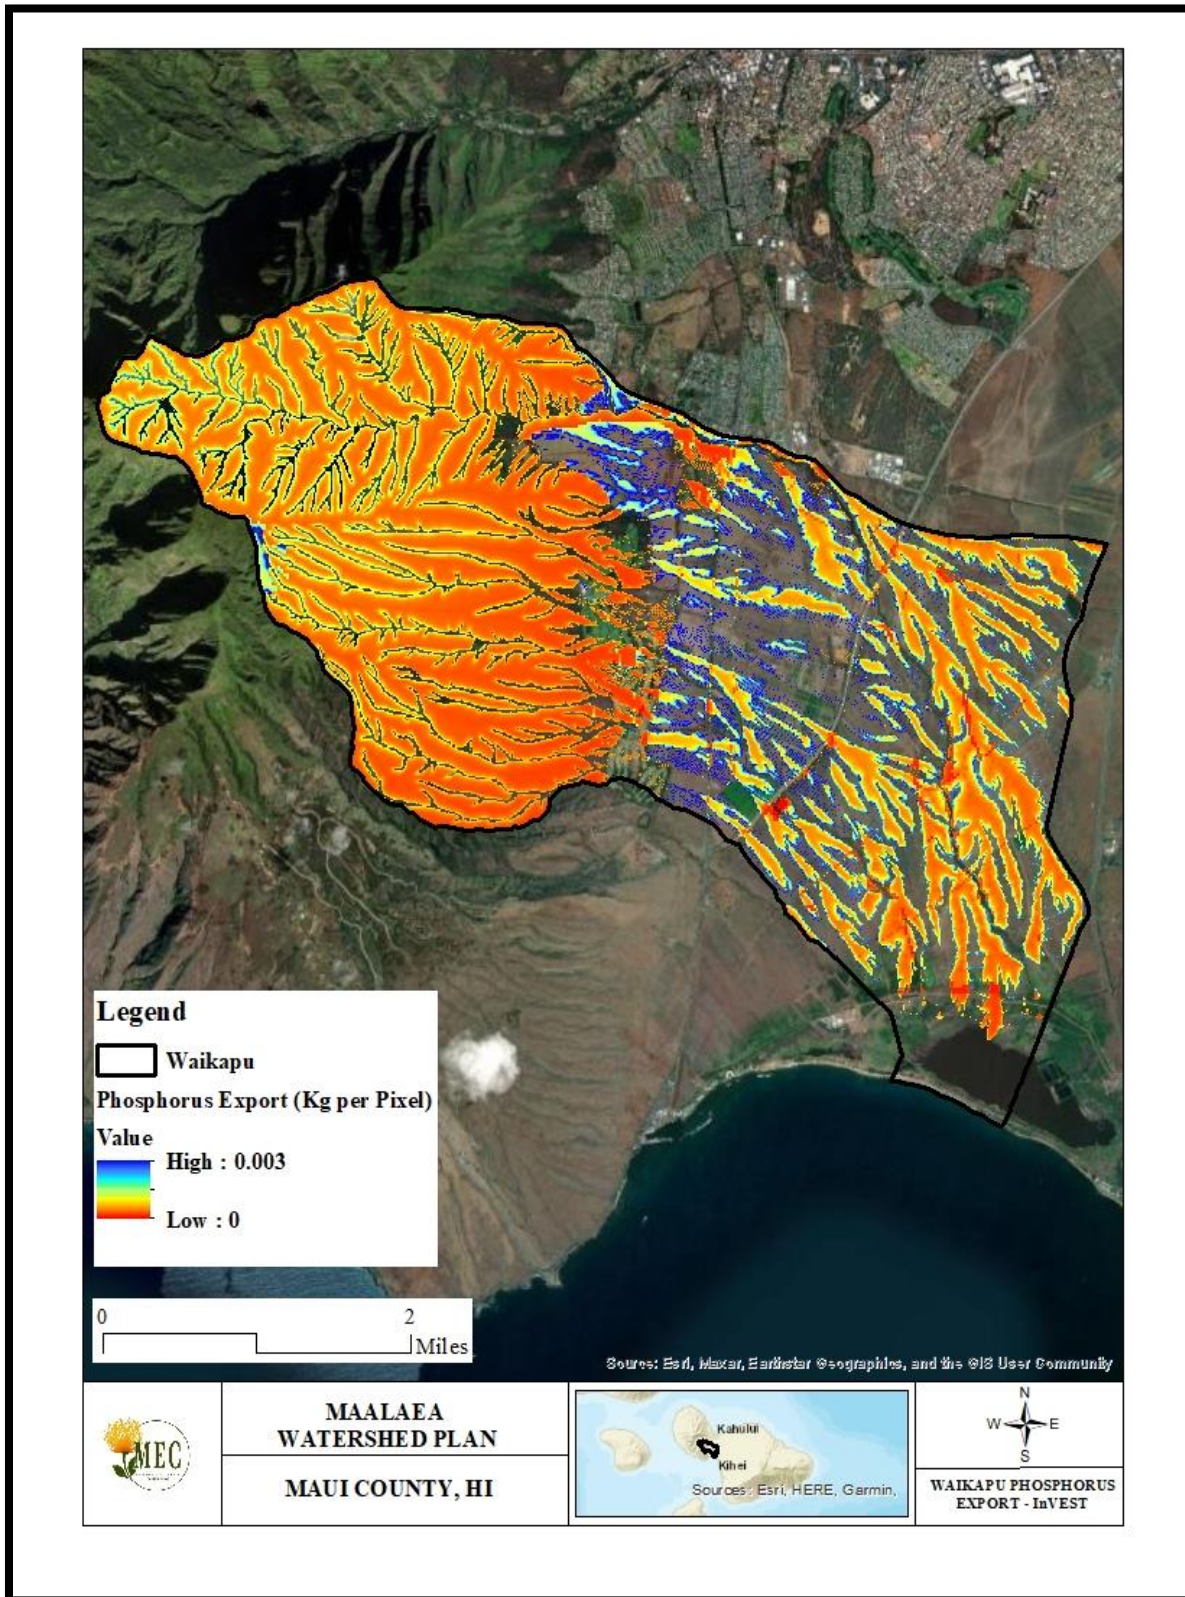 Legend
Waikapu
Phosphorus Export (Kg per Pixel)
Value
High : 0.003
Low : 0
0 2
Miles
Source: Esri, Maxar, Earthstar Geographics, and the GIS User Community
MEC
MAALAEA
WATERSHED PLAN
MAUI COUNTY, HI
Kahului
Kihei
Sources: Esri, HERE, Garmin,
N
W E
S
WAIKAPU PHOSPHORUS
EXPORT - InVEST